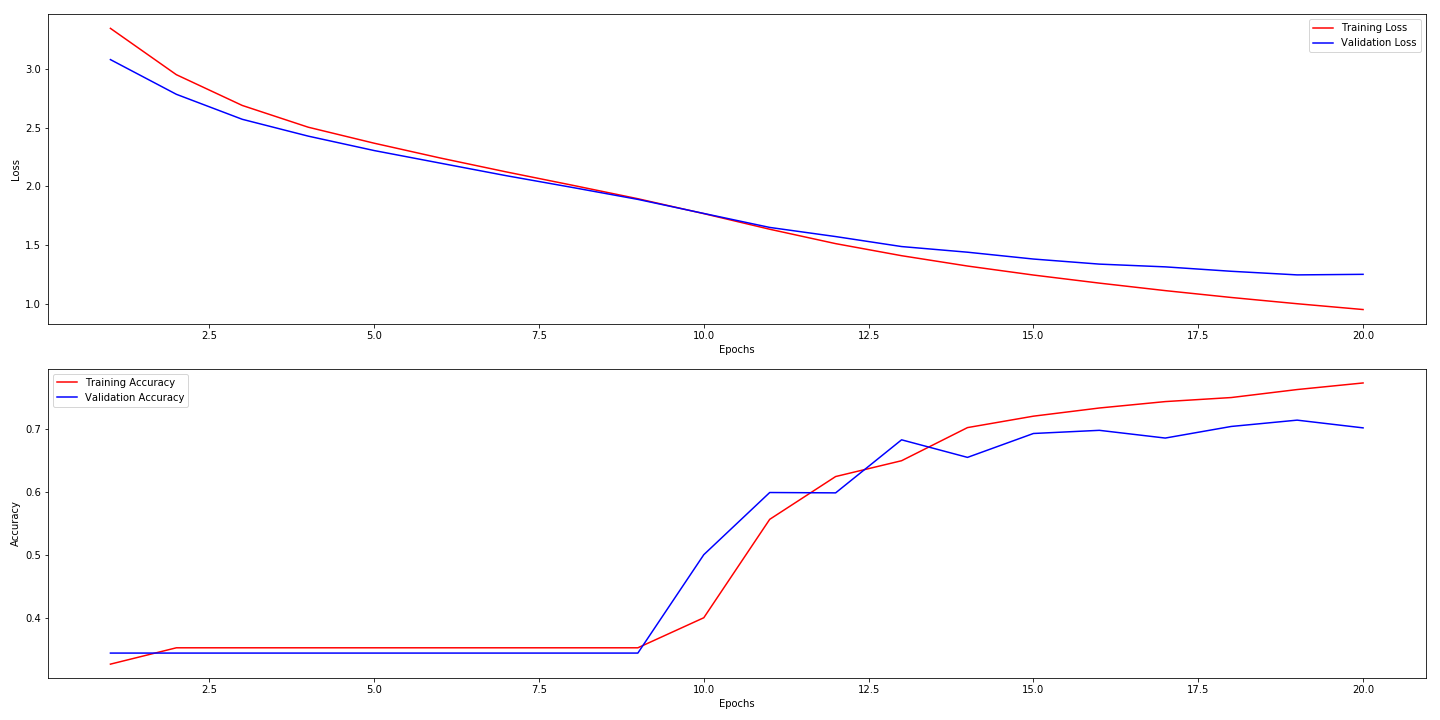 Training Loss
Validation Loss
3.0
2.5
2.0
1.5
1.0
Loss
2.5 5.0 7.5 10.0 12.5 15.0 17.5 20.0
Epochs
Training Accuracy
Validation Accuracy
0.7
0.6
0.5
0.4
Accuracy
2.5 5.0 7.5 10.0 12.5 15.0 17.5 20.0
Epochs